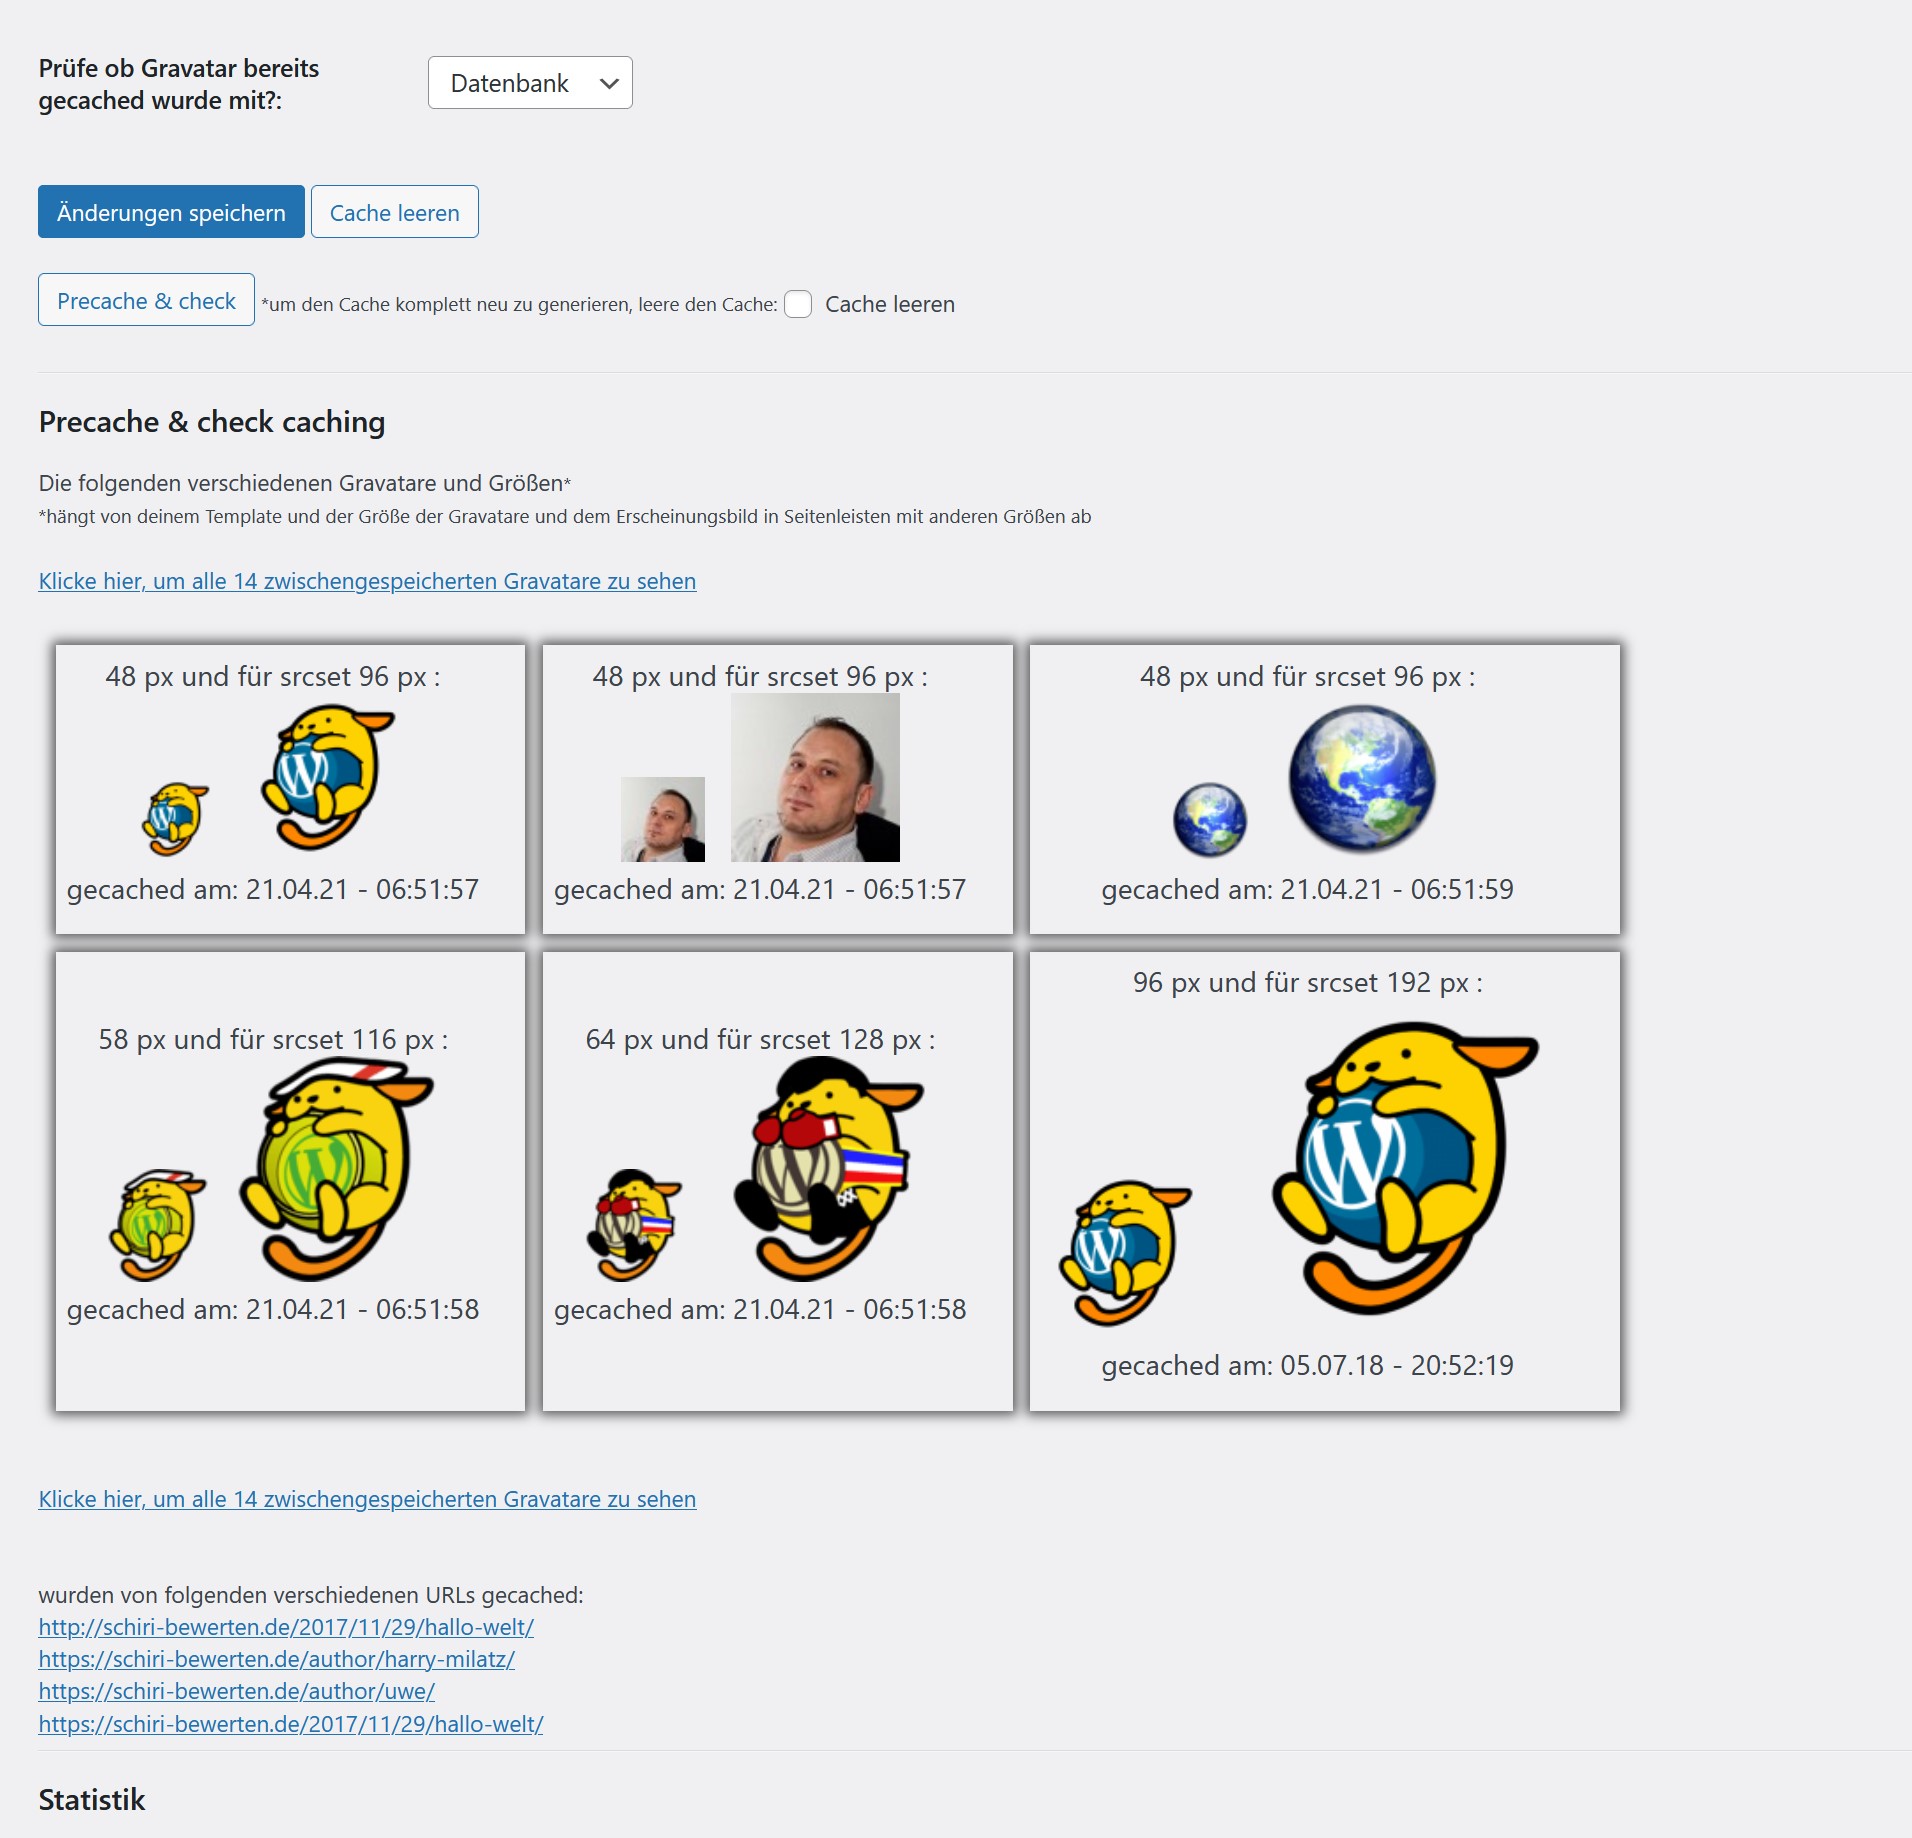 Prüfe ob Gravatar bereits
gecached wurde mit?:
Datenbank
Änderungen speichern
Cache leeren
Precache & check
*um den Cache komplett neu zu generieren, leere den Cache:
Cache leeren
Precache & check caching
Die folgenden verschiedenen Gravatare und Größen*
*hängt von deinem Template und der Größe der Gravatare und dem Erscheinungsbild in Seitenleisten mit anderen Größen ab
Klicke hier, um alle 14 zwischengespeicherten Gravatare zu sehen
48 px und für srcset 96 px :
gecached am: 21.04.21 - 06:51:57
48 px und für srcset 96 px :
gecached am: 21.04.21 - 06:51:57
48 px und für srcset 96 px :
gecached am: 21.04.21 - 06:51:59
58 px und für srcset 116 px :
gecached am: 21.04.21 - 06:51:58
64 px und für srcset 128 px :
gecached am: 21.04.21 - 06:51:58
96 px und für srcset 192 px :
gecached am: 05.07.18 - 20:52:19
Klicke hier, um alle 14 zwischengespeicherten Gravatare zu sehen
wurden von folgenden verschiedenen URLs gecached:
http://schiri-bewerten.de/2017/11/29/hallo-welt/
https://schiri-bewerten.de/author/harry-milatz/
https://schiri-bewerten.de/author/uwe/
https://schiri-bewerten.de/2017/11/29/hallo-welt/
Statistik